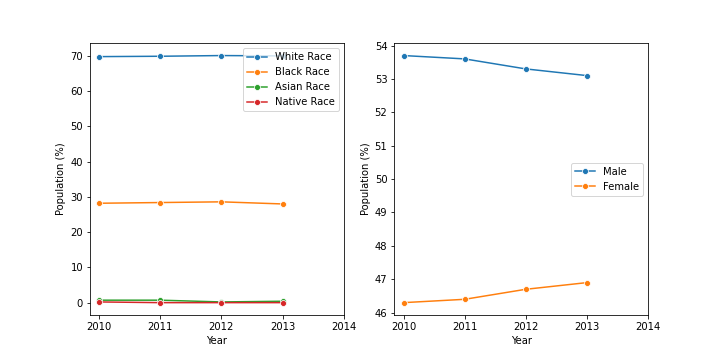 70
60
50
40
30
20
10
0
Population (%)
2010 2011 2012 2013 2014
Year
White Race
Black Race
Asian Race
Native Race
54
53
52
51
50
49
48
47
46
Population (%)
2010 2011 2012 2013 2014
Year
Male
Female